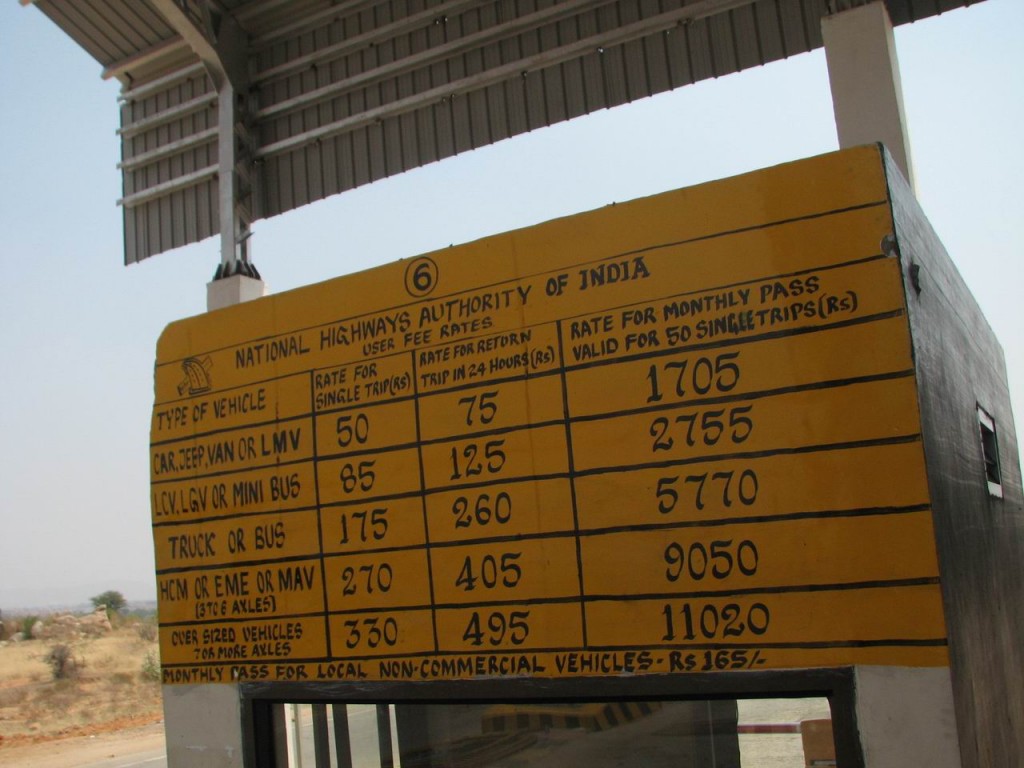 6
NATIONAL HIGHWAYS AUTHORITY OF INDIA
USER FEE RATES
TYPE OF VEHICLE
RATE FOR
SINGLE TRIP(RS)
RATE FOR RETURN
TRIP IN 24 HOURS(RS)
RATE FOR MONTHLY PASS
VALID FOR 50 SINGLE TRIPS(RS)
CAR, JEEP, VAN OR LMV 50 75 1705
LCV, LGV OR MINI BUS 85 125 2755
TRUCK OR BUS 175 260 5770
HCM OR EME OR MAV 270 405 9050
(3 TO 6 AXLES)
OVER SIZED VEHICLES 330 495 11020
7 OR MORE AXLES
MONTHLY PASS FOR LOCAL NON-COMMERCIAL VEHICLES - RS 165/-